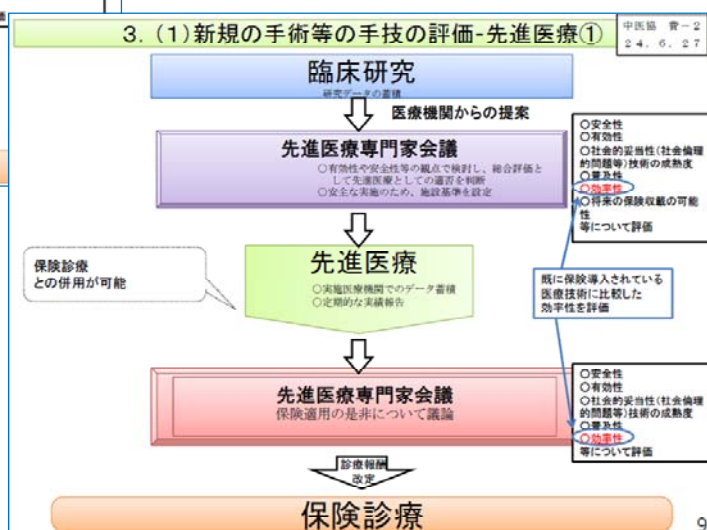 価
3. (1)新規の手術等の手技の評価-先進医療①
中医協 費－2
24. 6. 27
臨床研究
研究データの蓄積
医療機関からの提案
先進医療専門家会議
○有効性や安全性等の観点で検討し、総合評価と
して先進医療としての適否を判断
○安全な実施のため、施設基準を設定
○安全性
○有効性
○社会的妥当性(社会倫理
的問題等)技術の成熟度
○普及性
○効率性
○将来の保険収載の可能
性
等について評価
保険診療
との併用が可能
先進医療
○実施医療機関でのデータ蓄積
○定期的な実績報告
既に保険導入されている
医療技術に比較した
効率性を評価
先進医療専門家会議
保険適用の是非について議論
○安全性
○有効性
○社会的妥当性(社会倫理
的問題等)技術の成熟度
○普及性
○効率性
等について評価
診療報酬
改定
保険診療
9